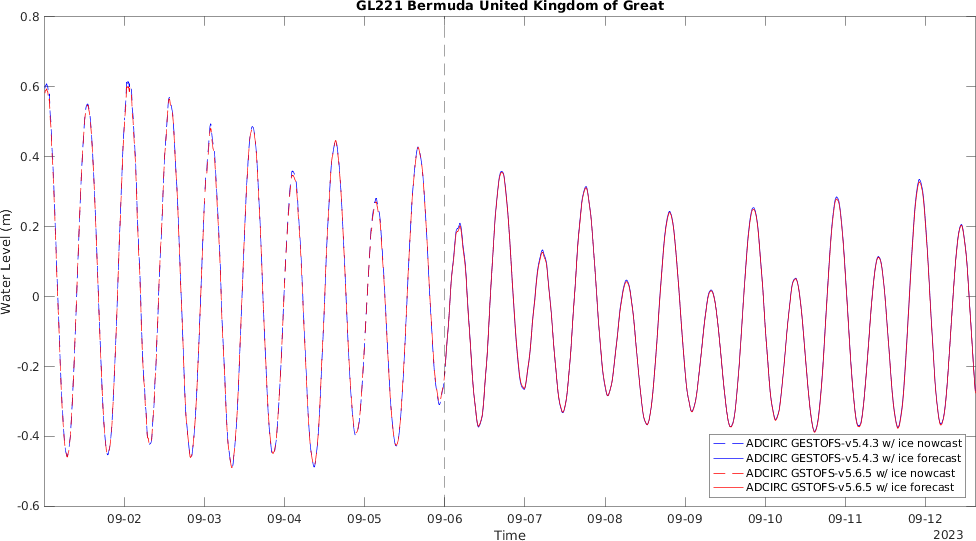 GL221 Bermuda United Kingdom of Great
0.8
0.6
0.4
0.2
0
-0.2
-0.4
-0.6
Water Level (m)
ADCIRC GESTOFS-v5.4.3 w/ ice nowcast
ADCIRC GESTOFS-v5.4.3 w/ ice forecast
ADCIRC GSTOFS-v5.6.5 w/ ice nowcast
ADCIRC GSTOFS-v5.6.5 w/ ice forecast
09-02 09-03 09-04 09-05 09-06 09-07 09-08 09-09 09-10 09-11 09-12
Time
2023